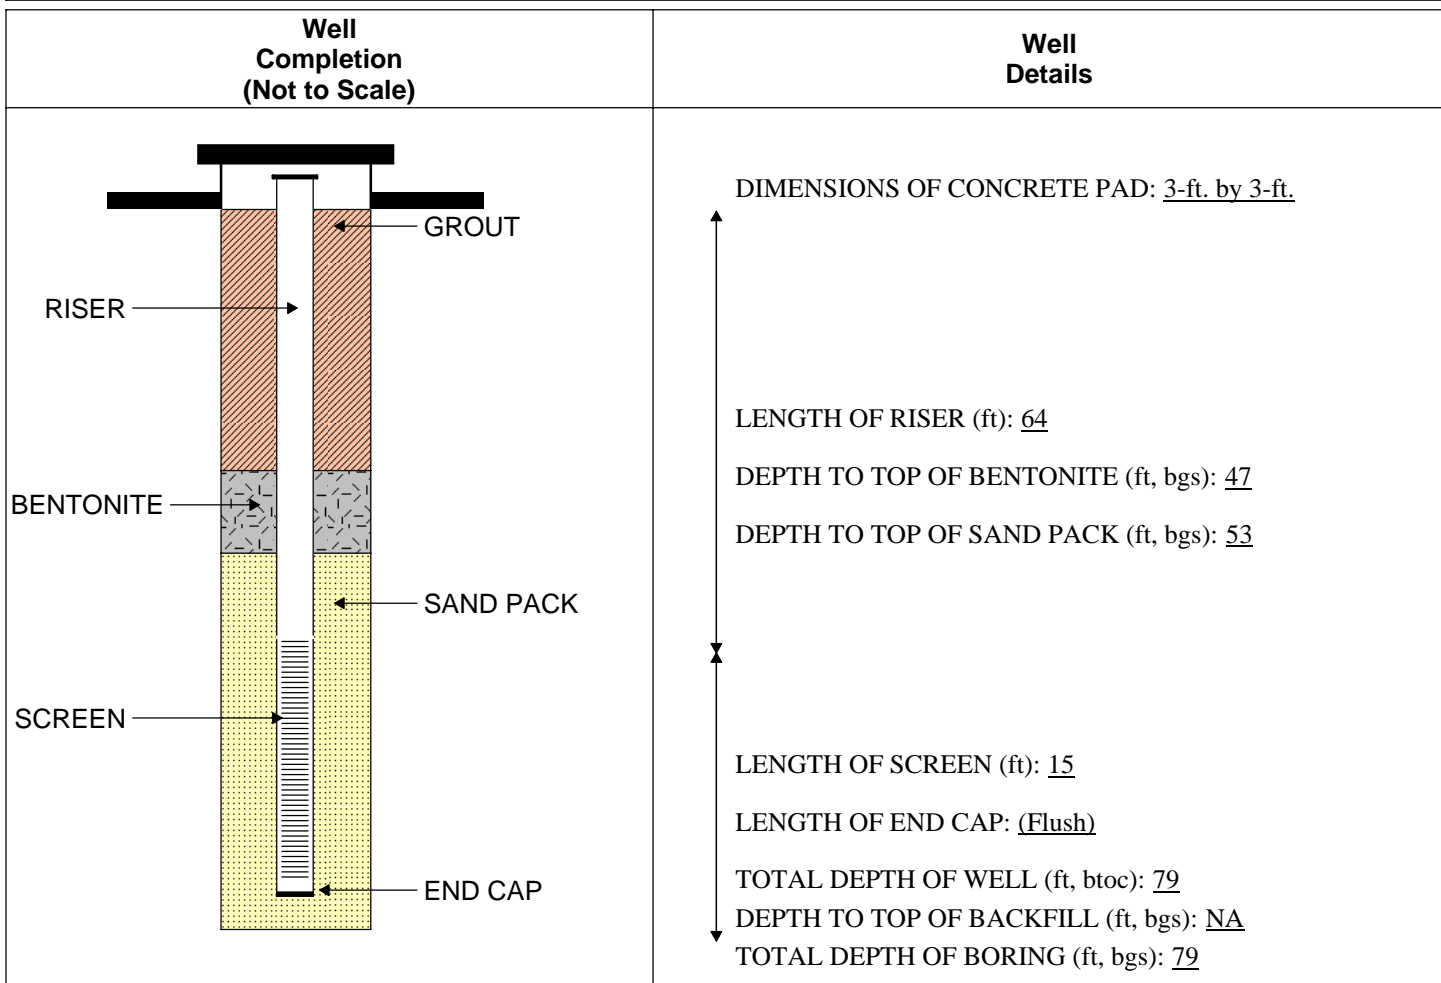 Well
Completion
(Not to Scale)
Well
Details
GROUT
RISER
BENTONITE
SAND PACK
SCREEN
END CAP
DIMENSIONS OF CONCRETE PAD: 3-ft. by 3-ft.
LENGTH OF RISER (ft): 64
DEPTH TO TOP OF BENTONITE (ft, bgs): 47
DEPTH TO TOP OF SAND PACK (ft, bgs): 53
LENGTH OF SCREEN (ft): 15
LENGTH OF END CAP: (Flush)
TOTAL DEPTH OF WELL (ft, btoc): 79
DEPTH TO TOP OF BACKFILL (ft, bgs): NA
TOTAL DEPTH OF BORING (ft, bgs): 79